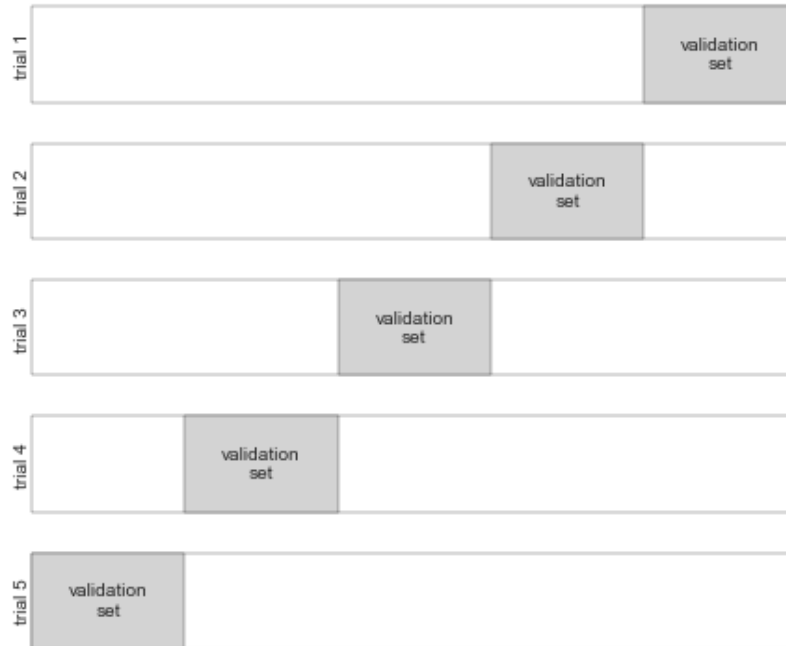 trial 1
validation
set
trial 2
validation
set
trial 3
validation
set
trial 4
validation
set
trial 5
validation
set